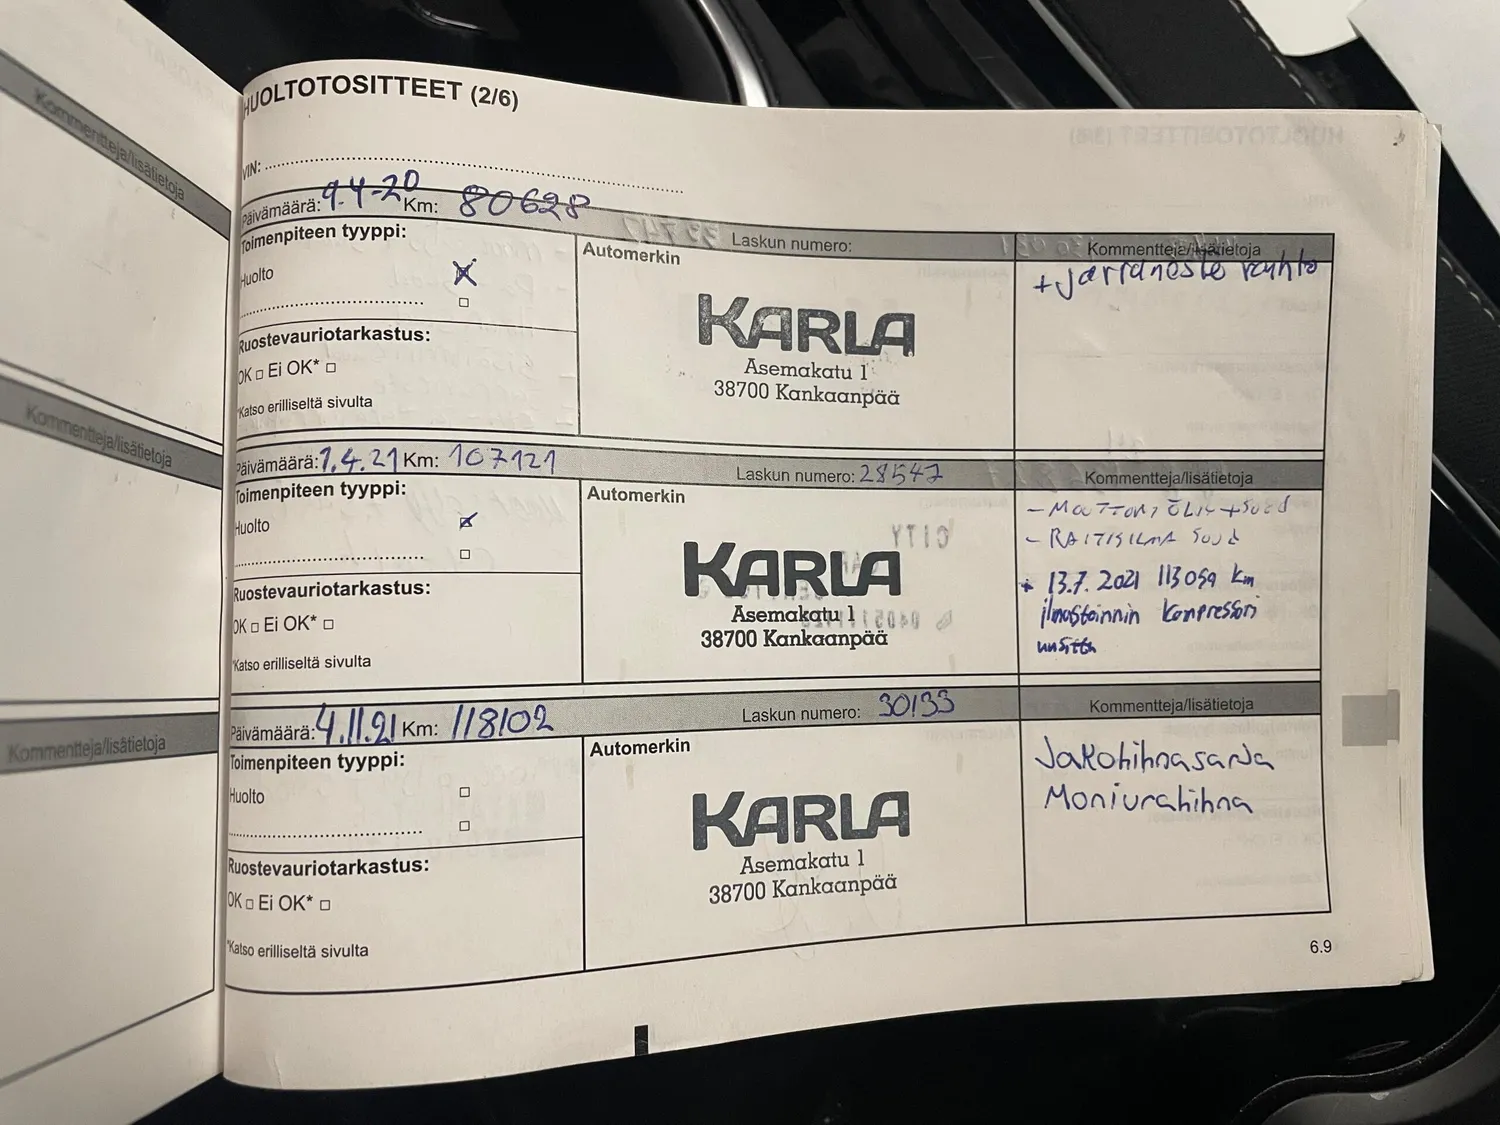 HUOLTOTOSITTEET (2/6)
VIN:
Päivämäärä: 9.4-20 Km: 80628
Laskun numero:
Kommentteja/lisätietoja
Toimenpiteen tyyppi:
Huolto
Ruostevauriotarkastus:
OK □ Ei OK* □
*Katso erilliseltä sivulta
Automerkin
KARLA
Asemakatu 1
38700 Kankaanpää
+ jarruneste vaihto
Päivämäärä: 7.4.21 Km: 107121
Laskun numero: 28547
Kommentteja/lisätietoja
Toimenpiteen tyyppi:
Huolto
Ruostevauriotarkastus:
OK □ Ei OK* □
*Katso erilliseltä sivulta
Automerkin
KARLA
Asemakatu 1
38700 Kankaanpää
- MOOTTORI ÖLJY + SUOD
- RAITISILMA SUOD
+ 13.7. 2021 113059 km
ilmastoinnin kompressori
uusittu
Päivämäärä: 4.11.21 Km: 118102
Laskun numero: 30133
Kommentteja/lisätietoja
Toimenpiteen tyyppi:
Huolto
Ruostevauriotarkastus:
OK □ Ei OK* □
*Katso erilliseltä sivulta
Automerkin
KARLA
Asemakatu 1
38700 Kankaanpää
Jakohihnasarja
Moniurahihna
6.9
Kommentteja/lisätietoja
Kommentteja/lisätietoja
Kommentteja/lisätietoja